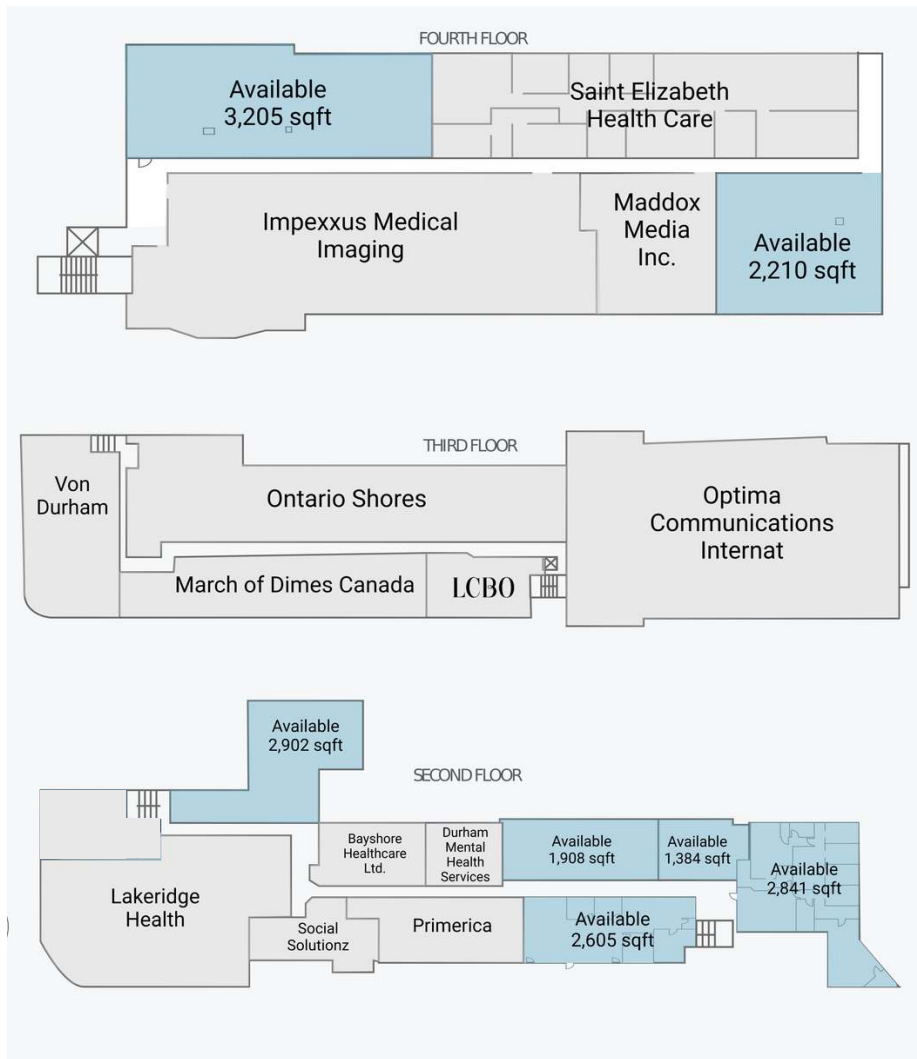 FOURTH FLOOR
Available
3,205 sqft
Saint Elizabeth
Health Care
Impexxus Medical
Imaging
Maddox
Media
Inc.
Available
2,210 sqft
THIRD FLOOR
Von
Durham
Ontario Shores
Optima
Communications
Internat
March of Dimes Canada
LCBO
Available
2,902 sqft
SECOND FLOOR
Bayshore
Healthcare
Ltd.
Durham
Mental
Health
Services
Available
1,908 sqft
Available
1,384 sqft
Available
2,841 sqft
Lakeridge
Health
Social
Solutionz
Primerica
Available
2,605 sqft